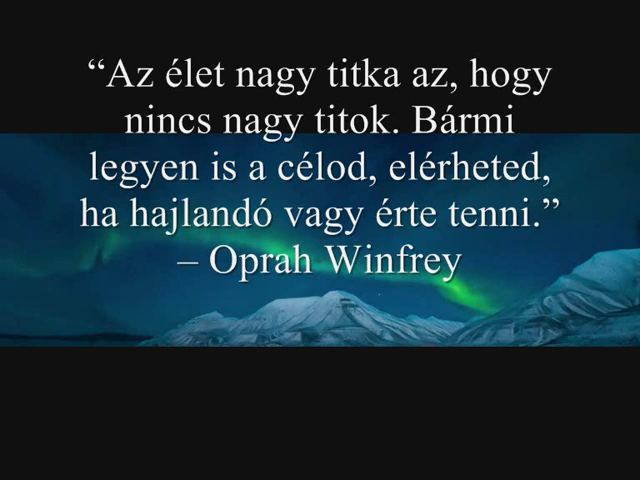 “Az élet nagy titka az, hogy
nincs nagy titok. Bármi
legyen is a célod, elérheted,
ha hajlandó vagy érte tenni.”
– Oprah Winfrey